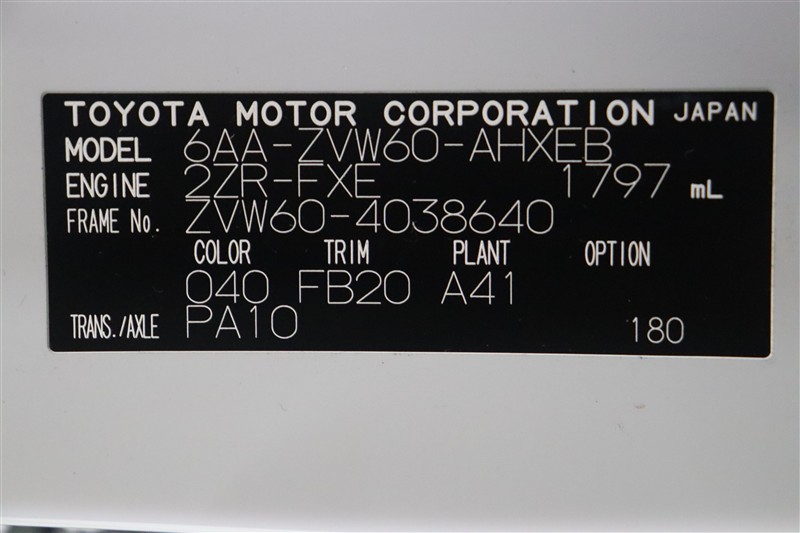 TOYOTA MOTOR CORPORATION JAPAN
MODEL 6AA-ZVW60-AHXEB
ENGINE 2ZR-FXE 1797 mL
FRAME No. ZVW60-4038640
COLOR TRIM PLANT OPTION
040 FB20 A41
TRANS./AXLE PA10 180